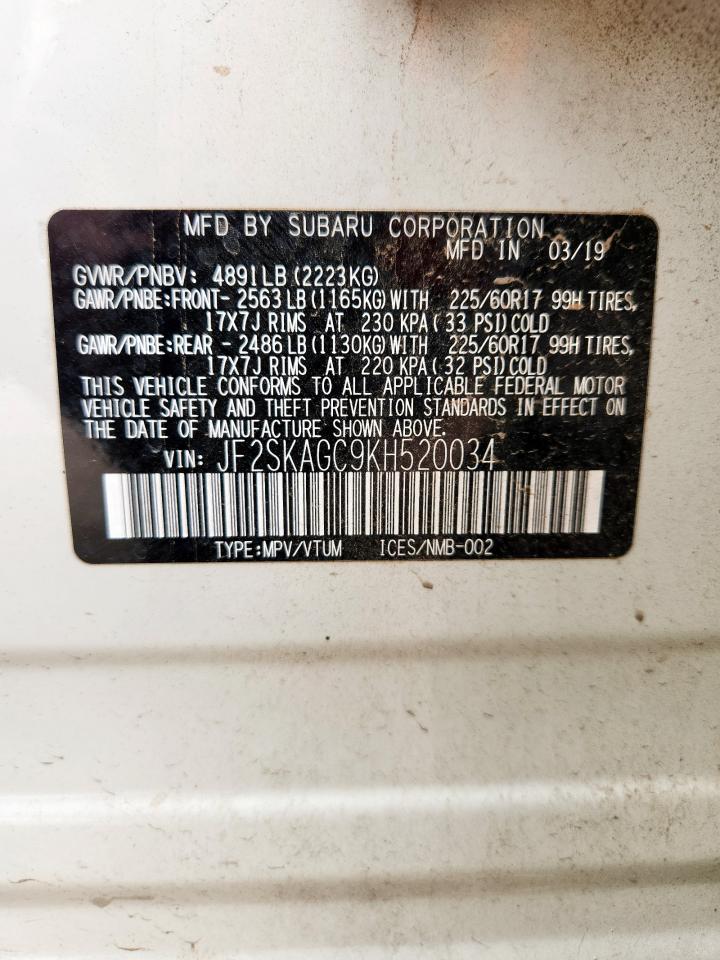 MFD BY SUBARU CORPORATION
MFD IN 03/19
GVWR/PNBV: 4891LB (2223KG)
GAWR/PNBE:FRONT- 2563LB (1165KG) WITH 225/60R17 99H TIRES,
17X7J RIMS AT 230 KPA( 33 PSI) COLD
GAWR/PNBE:REAR - 2486LB (1130KG) WITH 225/60R17 99H TIRES,
17X7J RIMS AT 220 KPA( 32 PSI) COLD
THIS VEHICLE CONFORMS TO ALL APPLICABLE FEDERAL MOTOR
VEHICLE SAFETY AND THEFT PREVENTION STANDARDS IN EFFECT ON
THE DATE OF MANUFACTURE SHOWN ABOVE.
VIN: JF2SKAGC9KH520034
TYPE:MPV/VTUM ICES/NMB-002